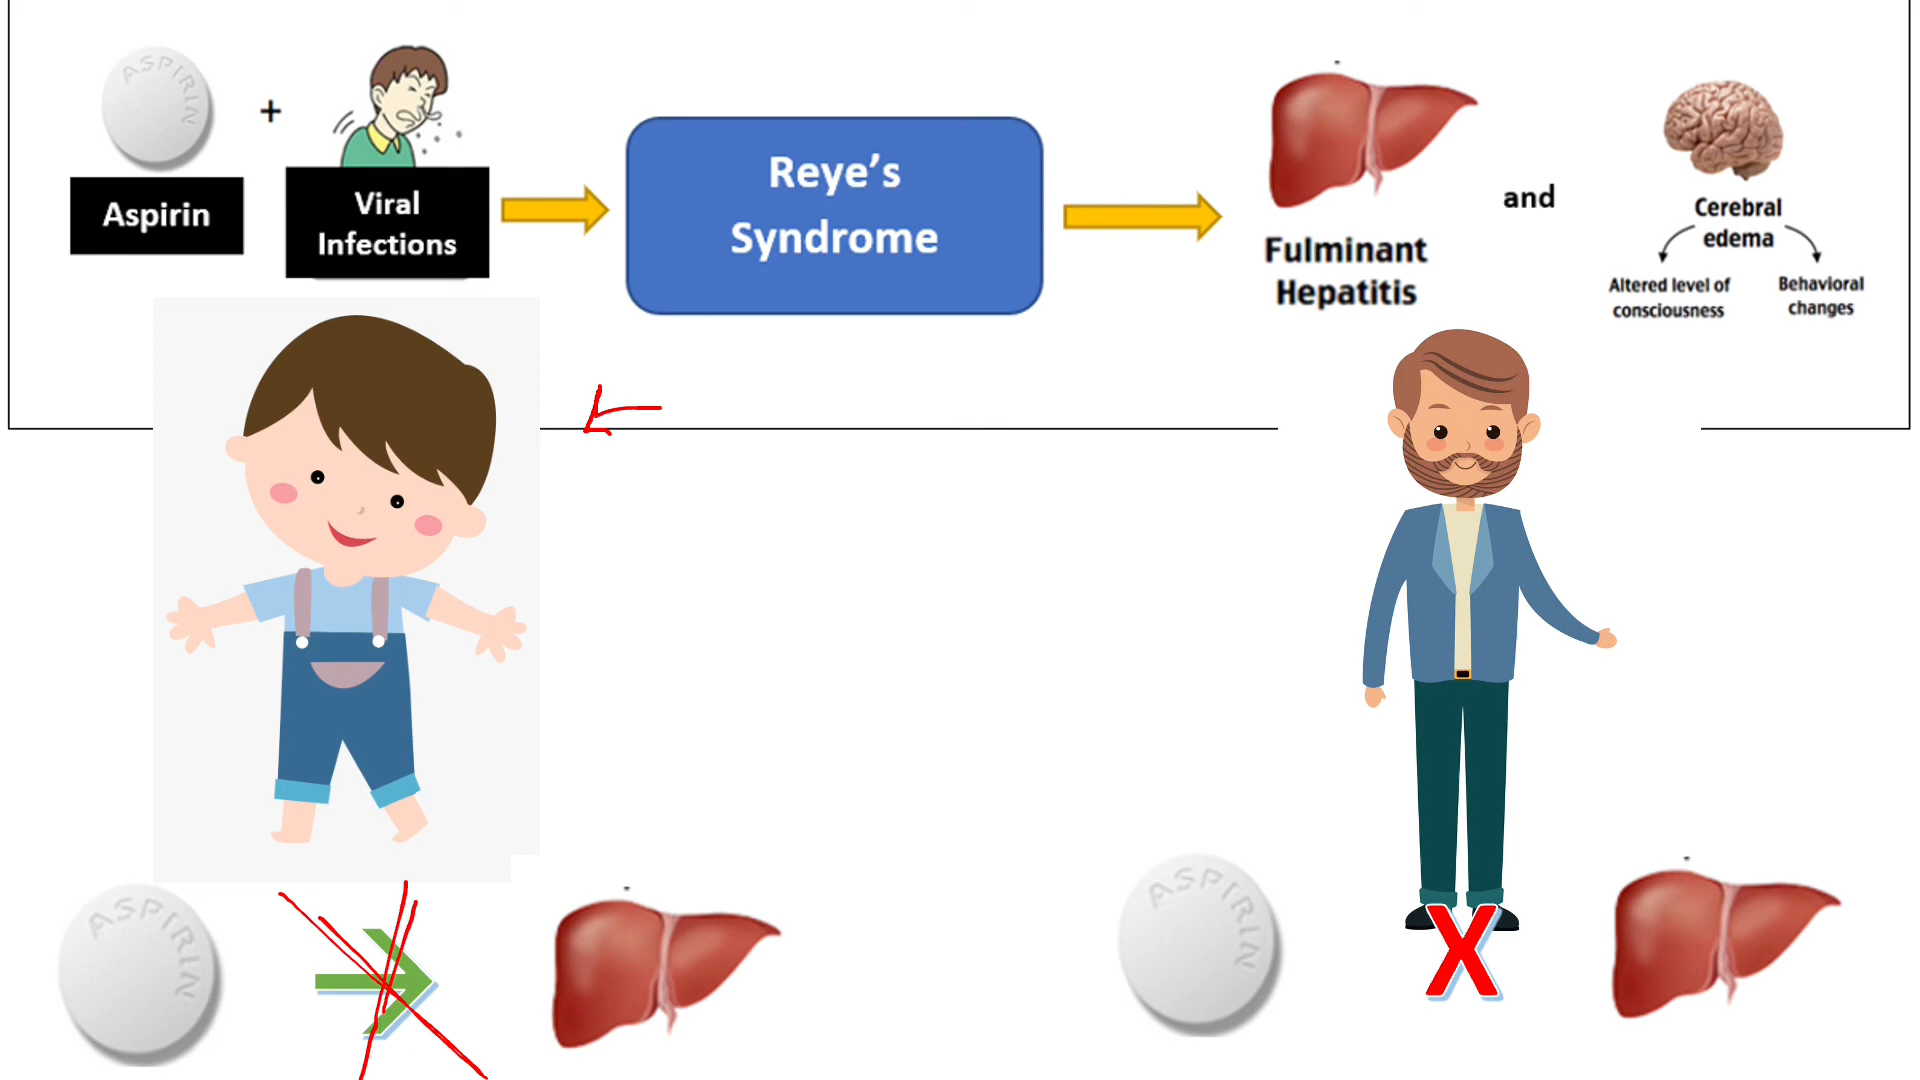 ASPIRIN
+
Aspirin
Viral
Infections
Reye's
Syndrome
Fulminant
Hepatitis
and
Cerebral
edema
Altered level of
consciousness
Behavioral
changes
ASPIRIN
ASPIRIN
X